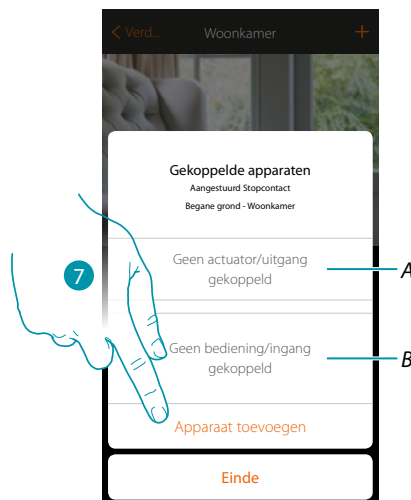 < Verd... Woonkamer +
Gekoppelde apparaten
Aangestuurd Stopcontact
Begane grond - Woonkamer
Geen actuator/uitgang
gekoppeld
A
7
Geen bediening/ingang
gekoppeld
B
Apparaat toevoegen
Einde